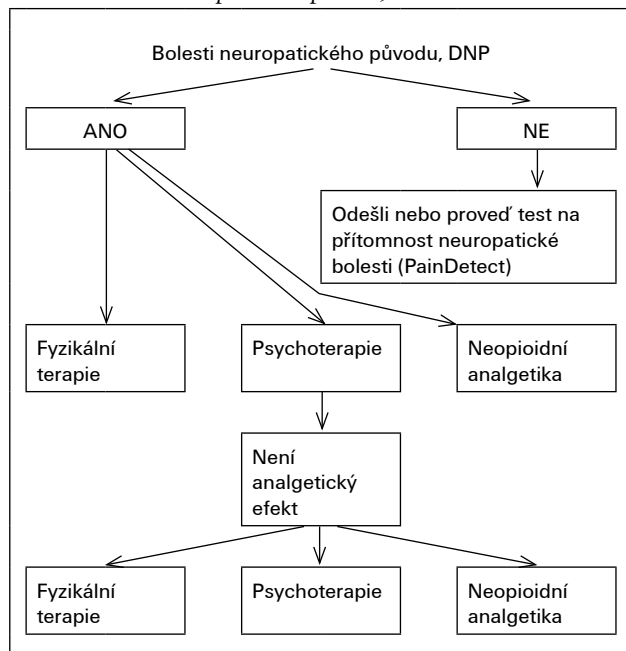 Bolesti neuropatického původu, DNP
ANO
NE
Odešli nebo proveď test na
přítomnost neuropatické
bolesti (PainDetect)
Fyzikální
terapie
Psychoterapie
Neopioidní
analgetika
Není
analgetický
efekt
Fyzikální
terapie
Psychoterapie
Neopioidní
analgetika